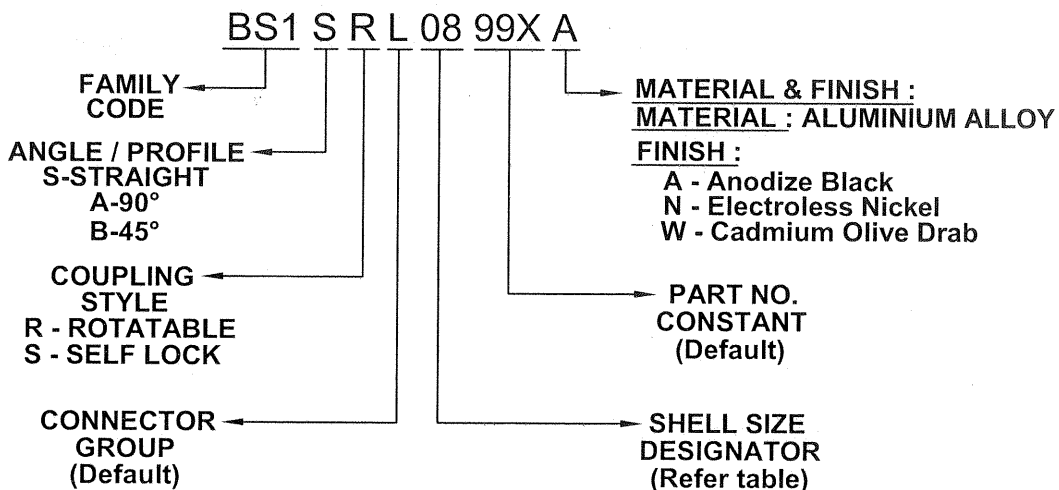 BS1 S R L 08 99X A
FAMILY
CODE
ANGLE / PROFILE
S-STRAIGHT
A-90°
B-45°
COUPLING
STYLE
R - ROTATABLE
S - SELF LOCK
CONNECTOR
GROUP
(Default)
MATERIAL & FINISH :
MATERIAL : ALUMINIUM ALLOY
FINISH :
A - Anodize Black
N - Electroless Nickel
W - Cadmium Olive Drab
PART NO.
CONSTANT
(Default)
SHELL SIZE
DESIGNATOR
(Refer table)